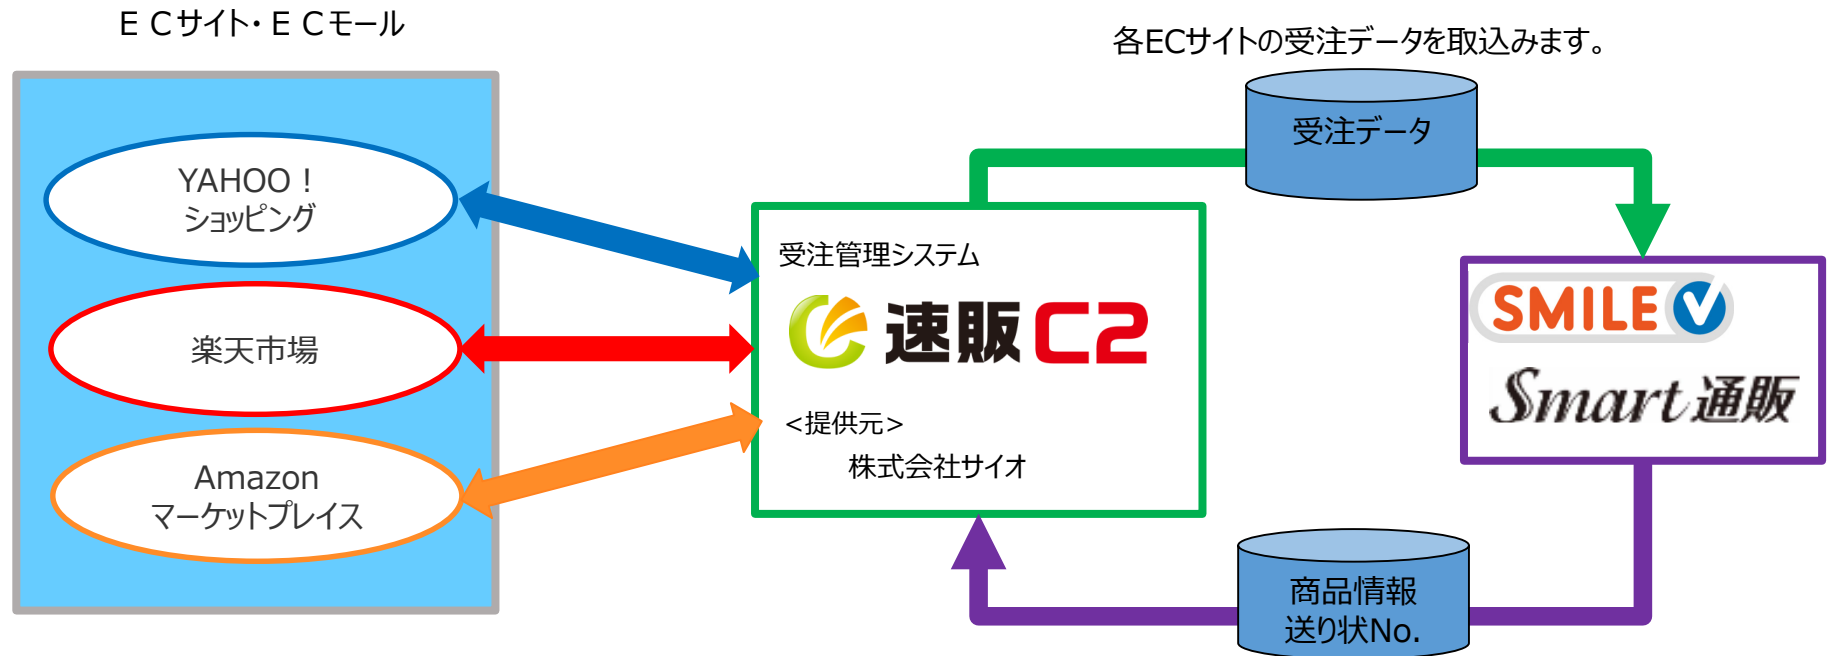 ＥＣサイト・ＥＣモール
各ECサイトの受注データを取込みます。
受注データ
YAHOO！
ショッピング
楽天市場
Amazon
マーケットプレイス
受注管理システム
速販C2
<提供元>
株式会社サイオ
SMILE V
Smart通販
商品情報
送り状No.